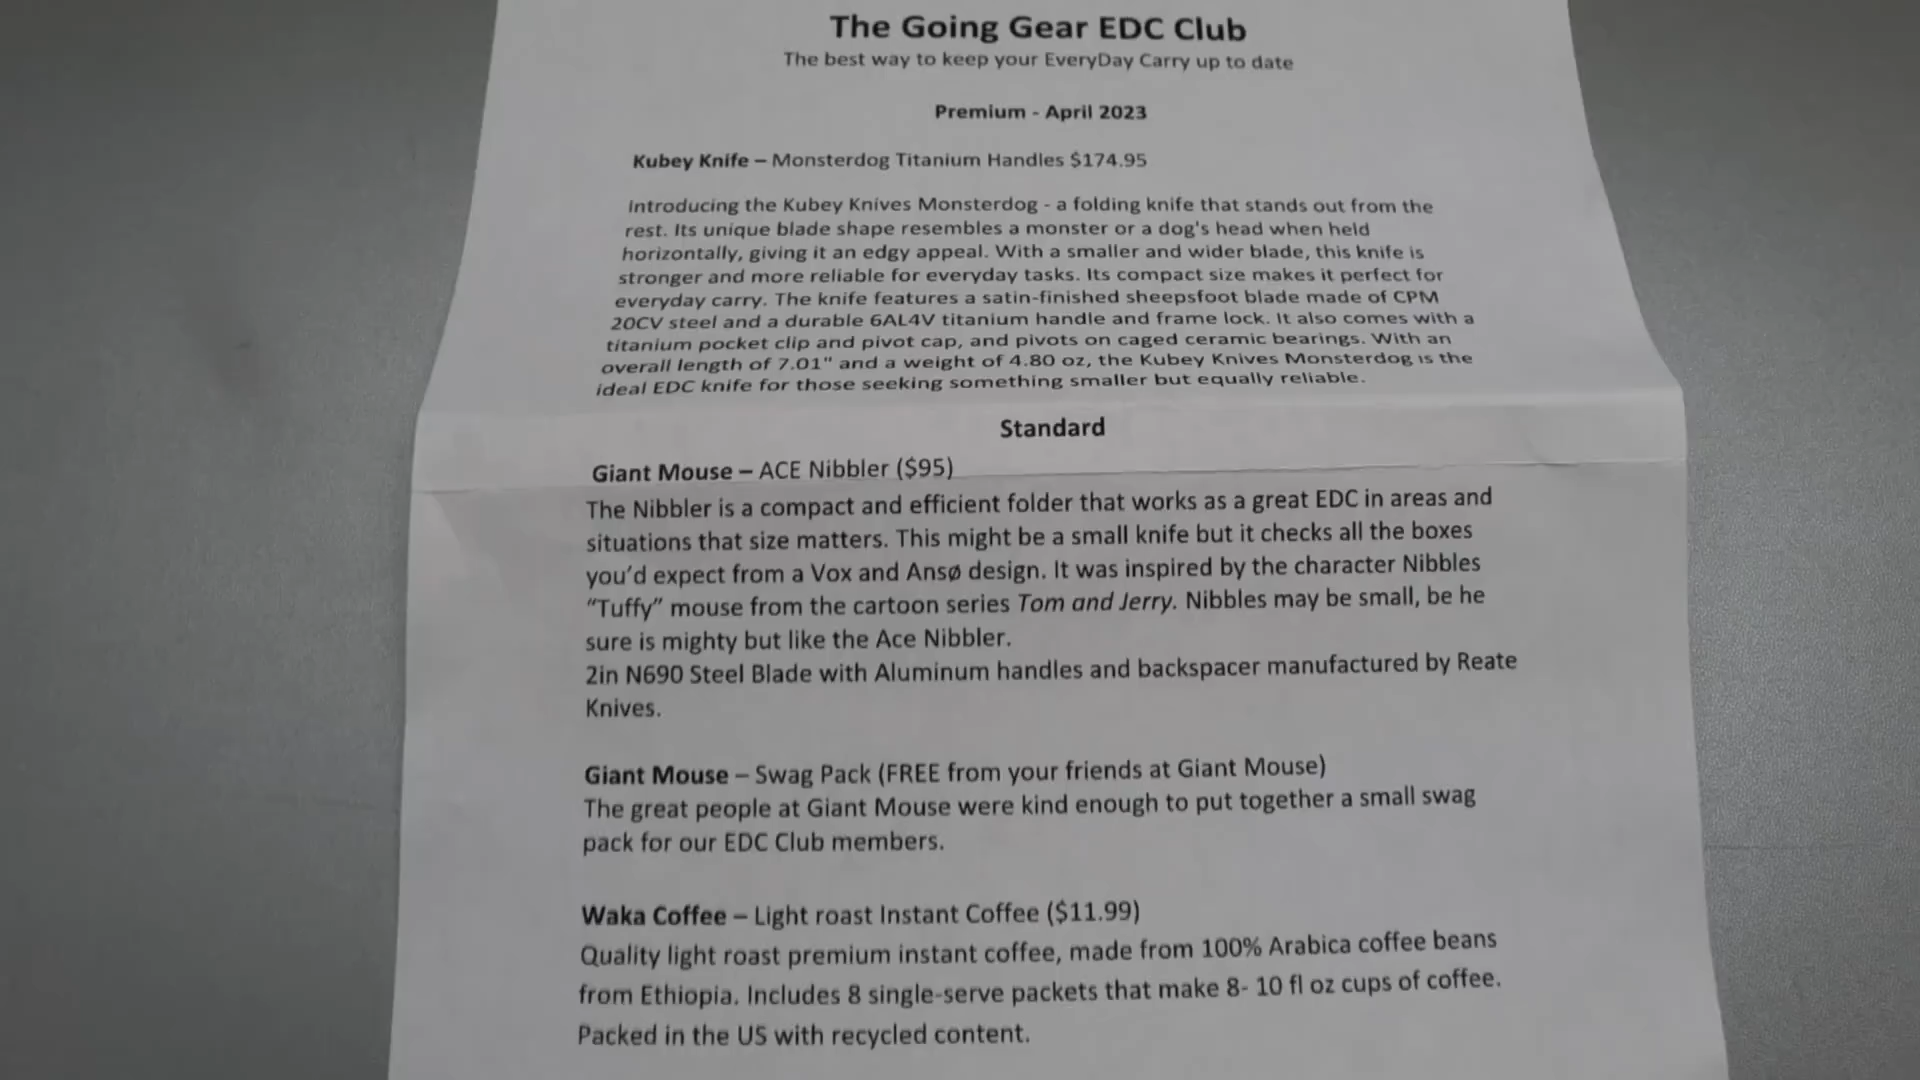 The Going Gear EDC Club
The best way to keep your EveryDay Carry up to date
Premium - April 2023
Kubey Knife – Monsterdog Titanium Handles $174.95
Introducing the Kubey Knives Monsterdog - a folding knife that stands out from the
rest. Its unique blade shape resembles a monster or a dog's head when held
horizontally, giving it an edgy appeal. With a smaller and wider blade, this knife is
stronger and more reliable for everyday tasks. Its compact size makes it perfect for
everyday carry. The knife features a satin-finished sheepsfoot blade made of CPM
20CV steel and a durable 6AL4V titanium handle and frame lock. It also comes with a
titanium pocket clip and pivot cap, and pivots on caged ceramic bearings. With an
overall length of 7.01" and a weight of 4.80 oz, the Kubey Knives Monsterdog is the
ideal EDC knife for those seeking something smaller but equally reliable.
Standard
Giant Mouse – ACE Nibbler ($95)
The Nibbler is a compact and efficient folder that works as a great EDC in areas and
situations that size matters. This might be a small knife but it checks all the boxes
you'd expect from a Vox and Ansø design. It was inspired by the character Nibbles
“Tuffy” mouse from the cartoon series Tom and Jerry. Nibbles may be small, be he
sure is mighty but like the Ace Nibbler.
2in N690 Steel Blade with Aluminum handles and backspacer manufactured by Reate
Knives.
Giant Mouse – Swag Pack (FREE from your friends at Giant Mouse)
The great people at Giant Mouse were kind enough to put together a small swag
pack for our EDC Club members.
Waka Coffee – Light roast Instant Coffee ($11.99)
Quality light roast premium instant coffee, made from 100% Arabica coffee beans
from Ethiopia. Includes 8 single-serve packets that make 8- 10 fl oz cups of coffee.
Packed in the US with recycled content.